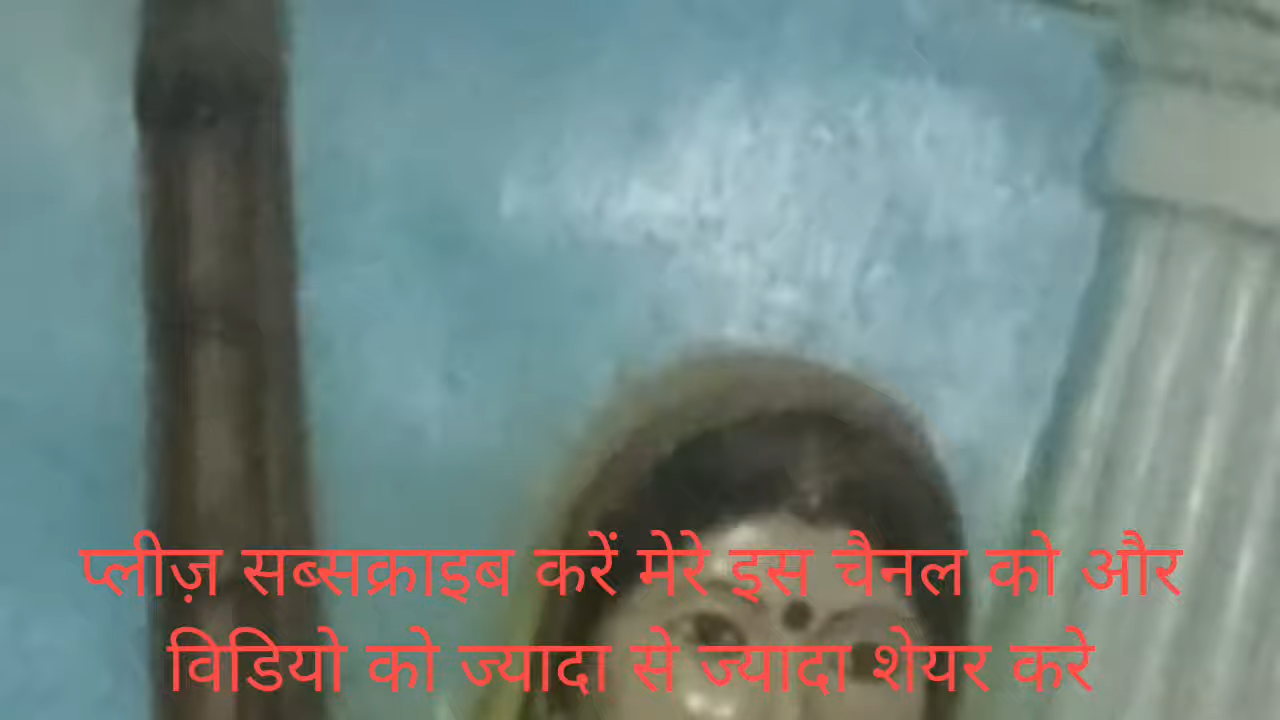 प्लीज़ सब्सक्राइब करें मेरे इस चैनल को और
विडियो को ज्यादा से ज्यादा शेयर करे